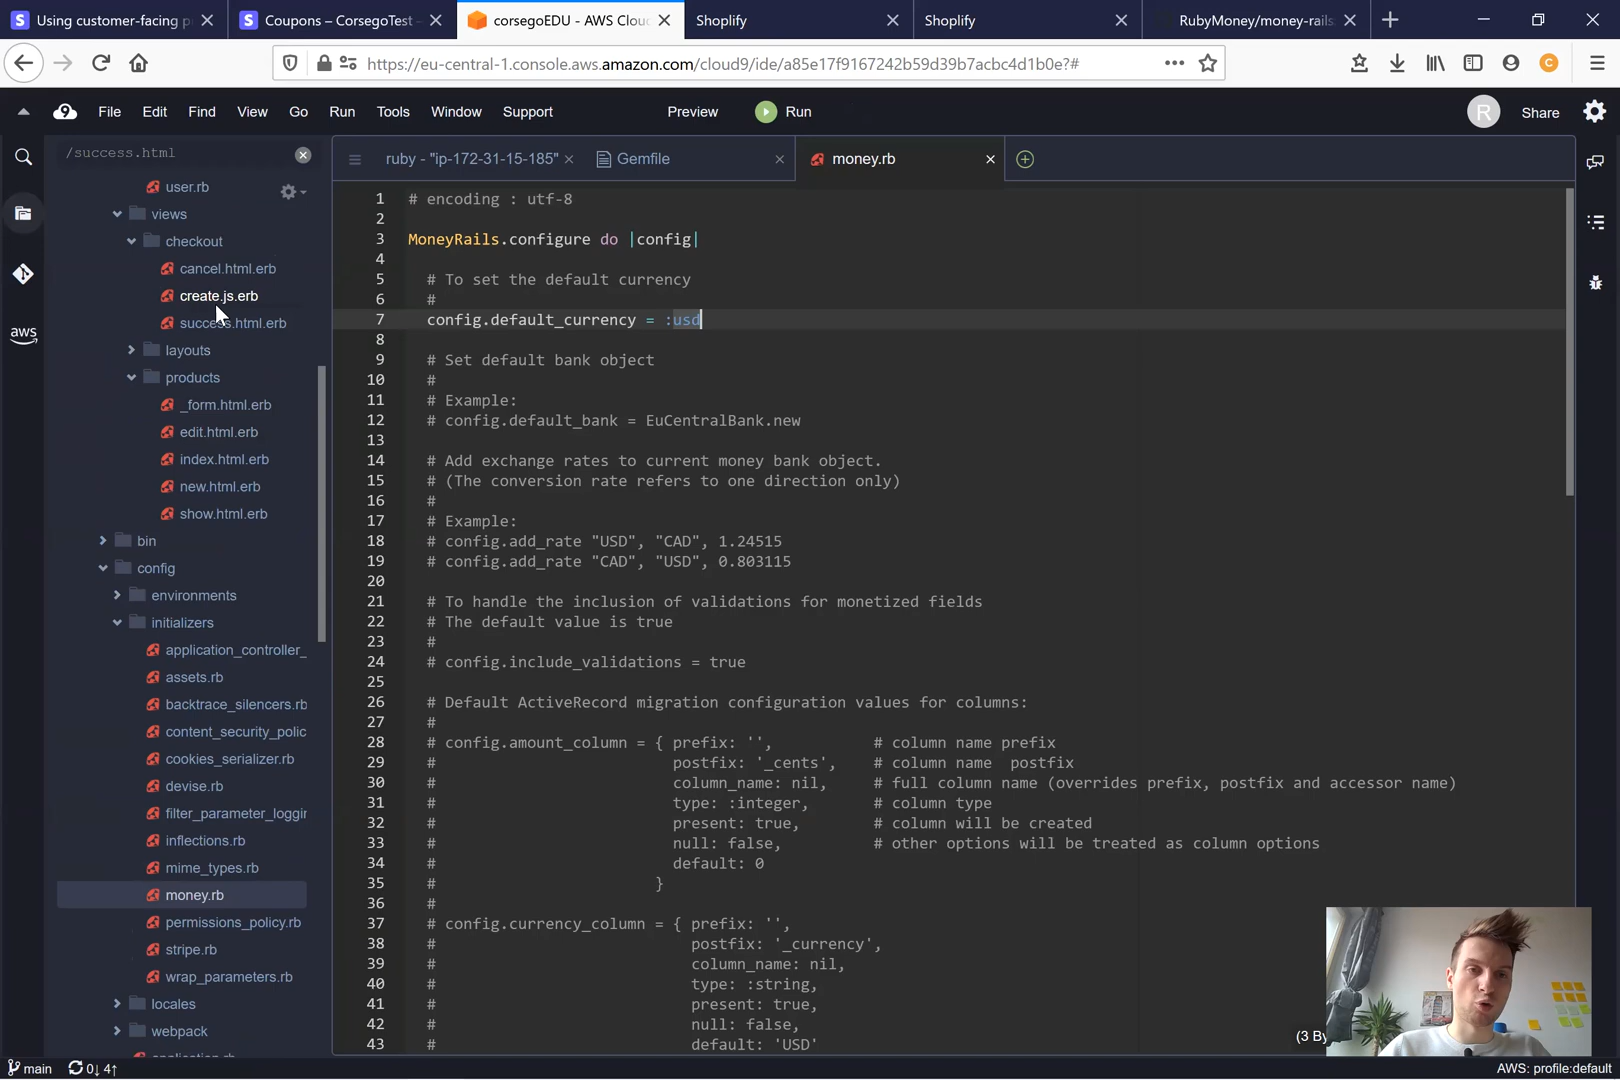 Using customer-facing p
Coupons – CorsegoTest –
corsegoEDU - AWS Clou
Shoplify
Shoplify
RubyMoney/money-rails:
https://eu-central-1.console.aws.amazon.com/cloud9/ide/a85e17f9167242b59d39b7acbc4d1b0e?#
C
9 File Edit Find View Go Run Tools Window Support Preview Run R Share
/success.html
ruby - "ip-172-31-15-185"
Gemfile
money.rb
aws
user.rb
views
checkout
cancel.html.erb
create.js.erb
success.html.erb
layouts
products
_form.html.erb
edit.html.erb
index.html.erb
new.html.erb
show.html.erb
bin
config
environments
initializers
application_controller_
assets.rb
backtrace_silencers.rb
content_security_polic
cookies_serializer.rb
devise.rb
filter_parameter_loggin
inflections.rb
mime_types.rb
money.rb
permissions_policy.rb
stripe.rb
wrap_parameters.rb
locales
webpack
1 # encoding : utf-8
2
3 MoneyRails.configure do |config|
4
5 # To set the default currency
6 #
7 config.default_currency = :usd
8
9 # Set default bank object
10 #
11 # Example:
12 # config.default_bank = EuCentralBank.new
13
14 # Add exchange rates to current money bank object.
15 # (The conversion rate refers to one direction only)
16 #
17 # Example:
18 # config.add_rate "USD", "CAD", 1.24515
19 # config.add_rate "CAD", "USD", 0.803115
20
21 # To handle the inclusion of validations for monetized fields
22 # The default value is true
23 #
24 # config.include_validations = true
25
26 # Default ActiveRecord migration configuration values for columns:
27 #
28 # config.amount_column = { prefix: '', # column name prefix
29 # postfix: '_cents', # column name postfix
30 # column_name: nil, # full column name (overrides prefix, postfix and accessor name)
31 # type: :integer, # column type
32 # present: true, # column will be created
33 # null: false, # other options will be treated as column options
34 # default: 0
35 # }
36 #
37 # config.currency_column = { prefix: '',
38 # postfix: '_currency',
39 # column_name: nil,
40 # type: :string,
41 # present: true,
42 # null: false,
43 # default: 'USD'
(3 By
main 0↓ 4↑
AWS: profile:default